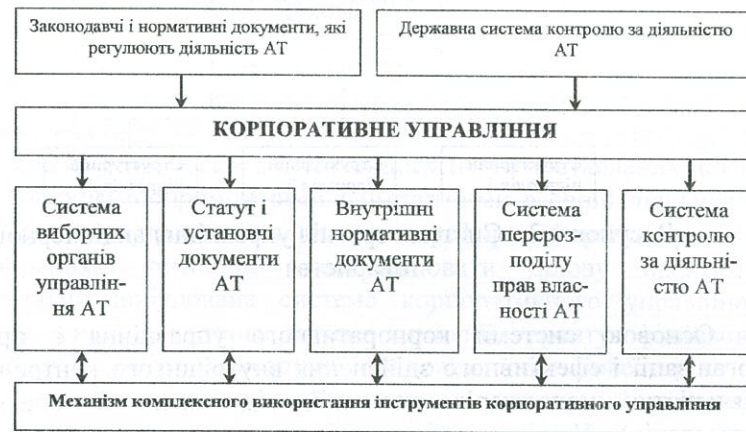 Законодавчі і нормативні документи, які
регулюють діяльність АТ
Державна система контролю за діяльністю
АТ
КОРПОРАТИВНЕ УПРАВЛІННЯ
Система
виборчих
органів
управлін-
ня АТ
Статут і
установчі
документи
АТ
Внутрішні
нормативні
документи
АТ
Система
перероз-
поділу
прав влас-
ності АТ
Система
контролю
за діяльні-
стю АТ
Механізм комплексного використання інструментів корпоративного управління